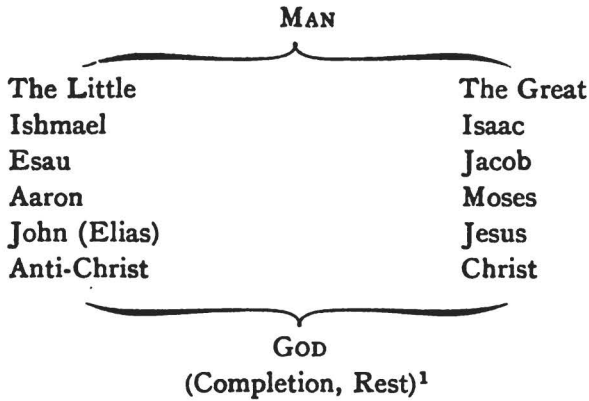 MAN
The Little The Great
Ishmael Isaac
Esau Jacob
Aaron Moses
John (Elias) Jesus
Anti-Christ Christ
GOD
(Completion, Rest)¹